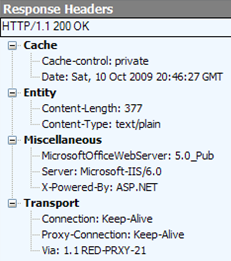 Response Headers
HTTP/1.1 200 OK
Cache
Cache-control: private
Date: Sat, 10 Oct 2009 20:46:27 GMT
Entity
Content-Length: 377
Content-Type: text/plain
Miscellaneous
MicrosoftOfficeWebServer: 5.0_Pub
Server: Microsoft-IIS/6.0
X-Powered-By: ASP.NET
Transport
Connection: Keep-Alive
Proxy-Connection: Keep-Alive
Via: 1.1 RED-PRXY-21